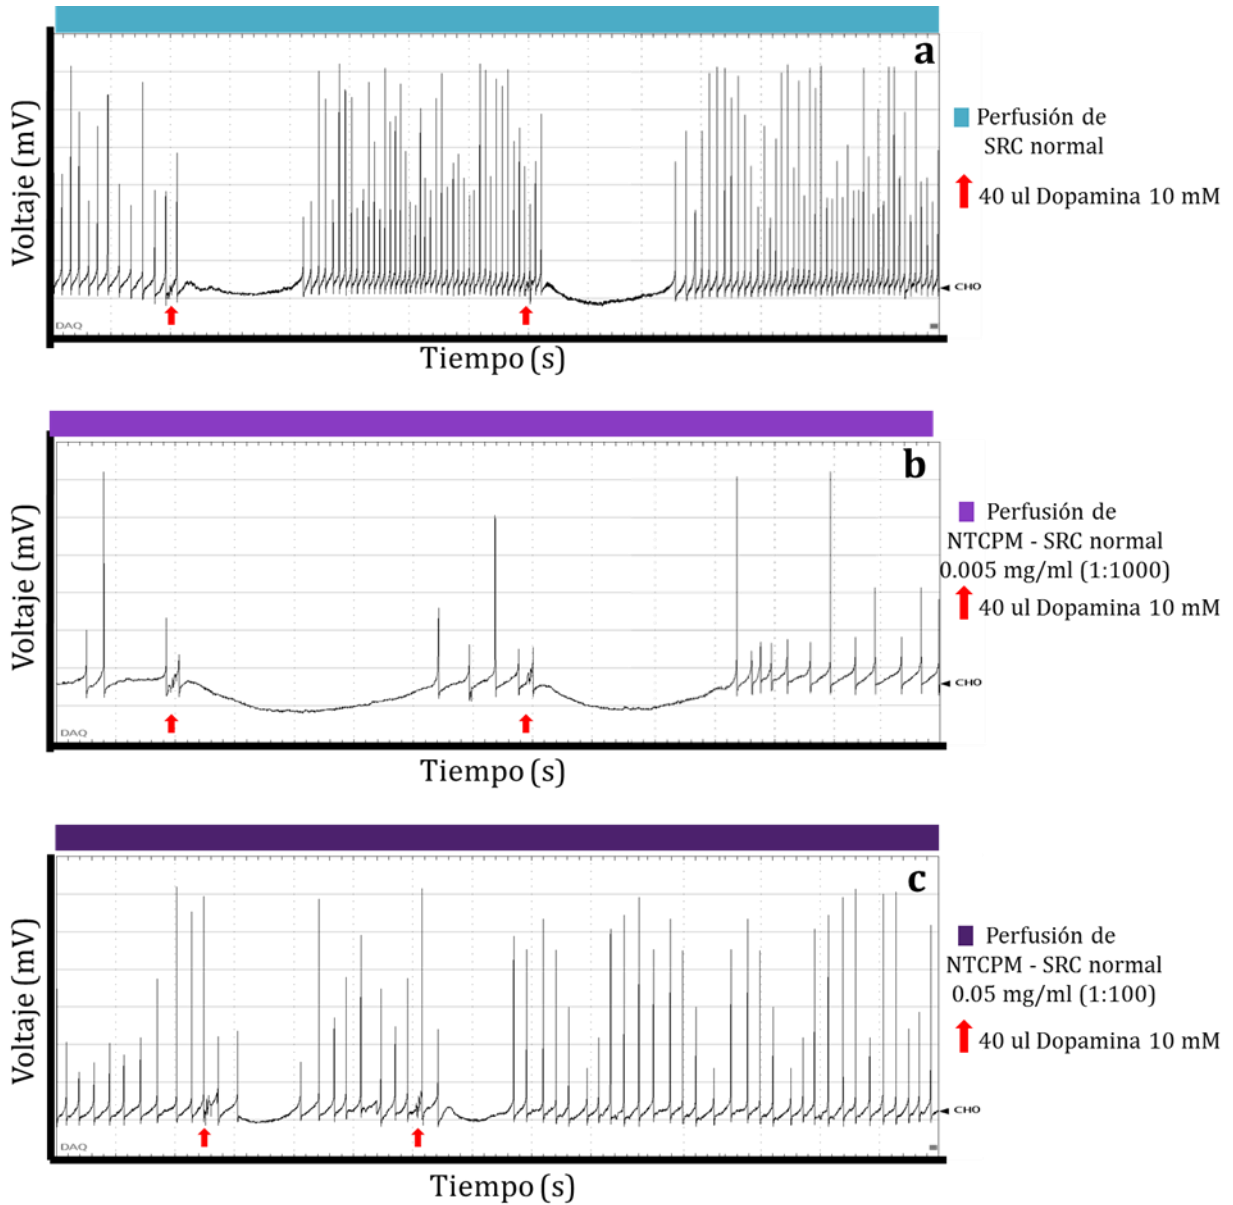 a
Voltaje (mV)
Perfusión de
SRC normal
40 ul Dopamina 10 mM
CHO
DAQ
Tiempo (s)
b
Voltaje (mV)
Perfusión de
NTCPM - SRC normal
0.005 mg/ml (1:1000)
40 ul Dopamina 10 mM
CHO
DAQ
Tiempo (s)
c
Voltaje (mV)
Perfusión de
NTCPM - SRC normal
0.05 mg/ml (1:100)
40 ul Dopamina 10 mM
CHO
DAQ
Tiempo (s)